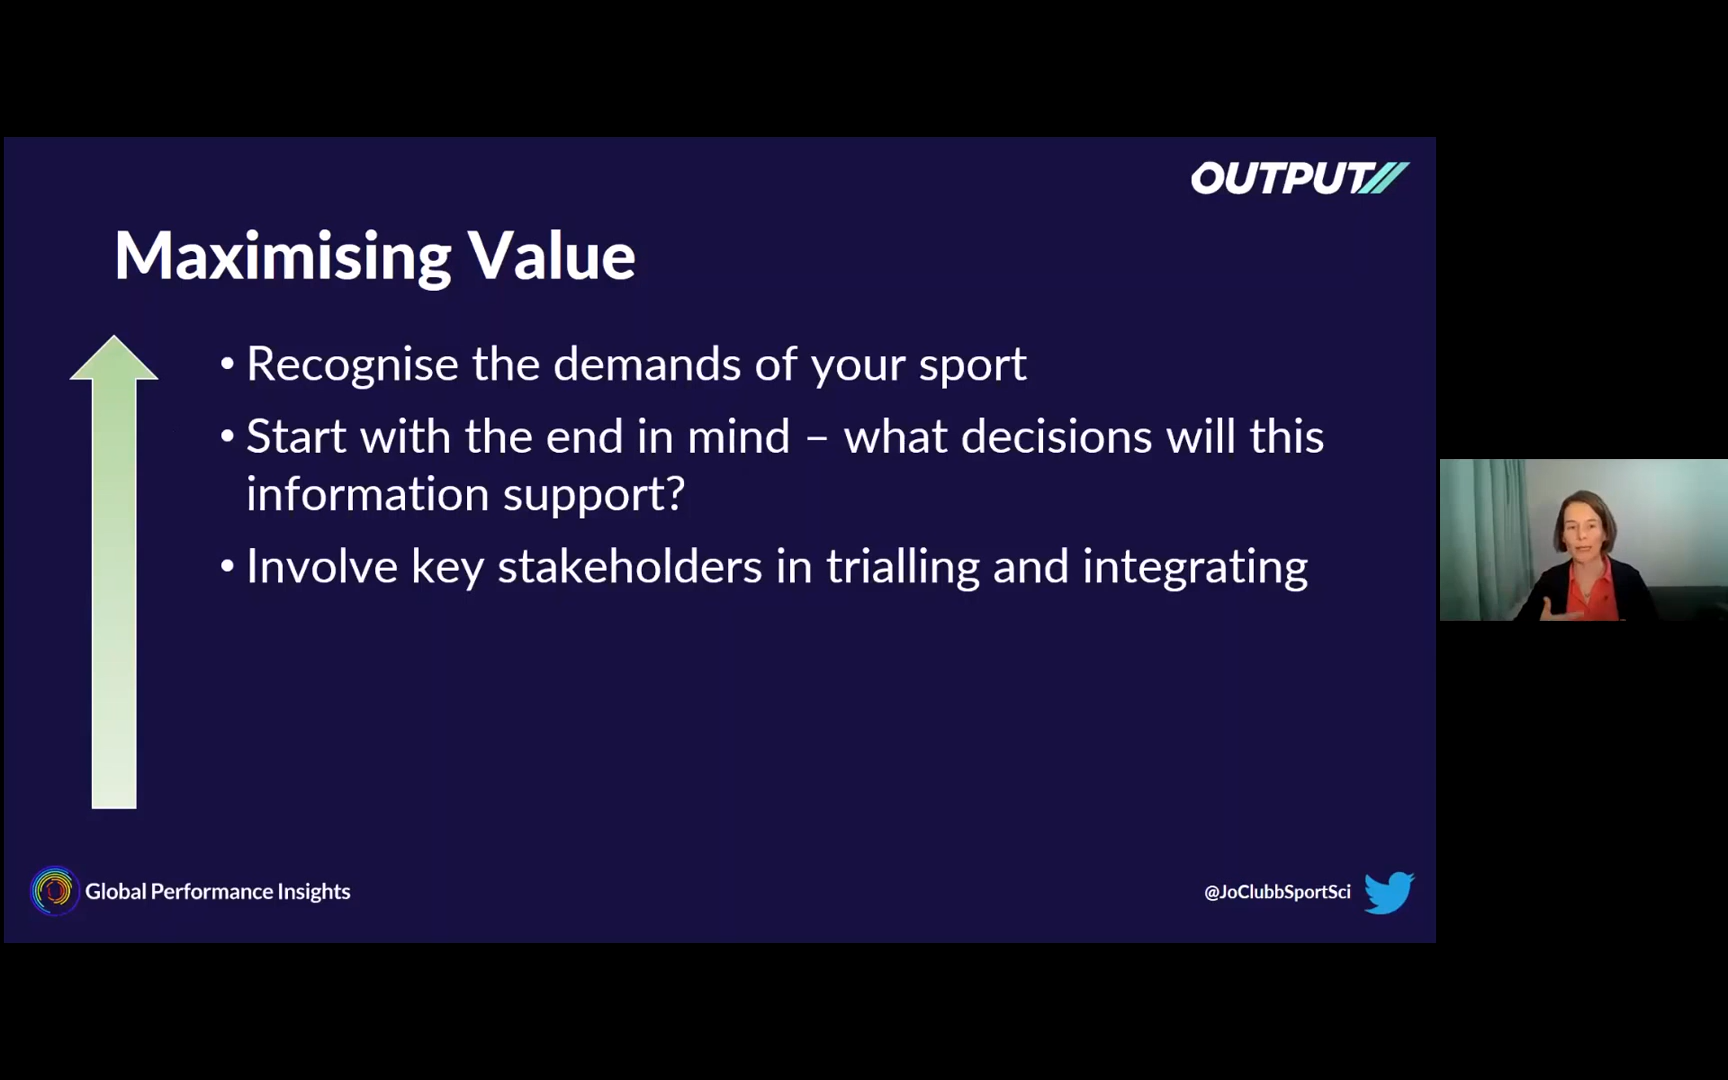 OUTPUT
Maximising Value
• Recognise the demands of your sport
• Start with the end in mind – what decisions will this
information support?
• Involve key stakeholders in trialling and integrating
Global Performance Insights
@JoClubbSportSci